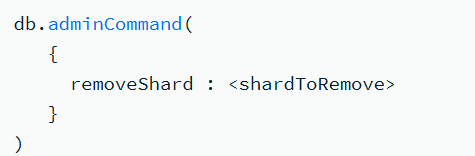 db.adminCommand(
   {
     removeShard : <shardToRemove>
   }
)